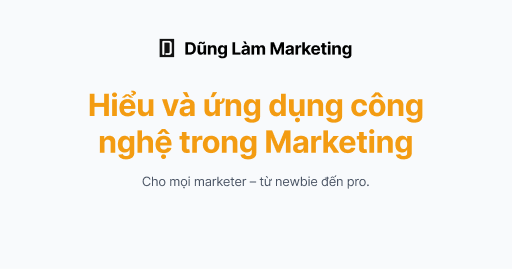 Dũng Làm Marketing
Hiểu và ứng dụng công
nghệ trong Marketing
Cho mọi marketer – từ newbie đến pro.